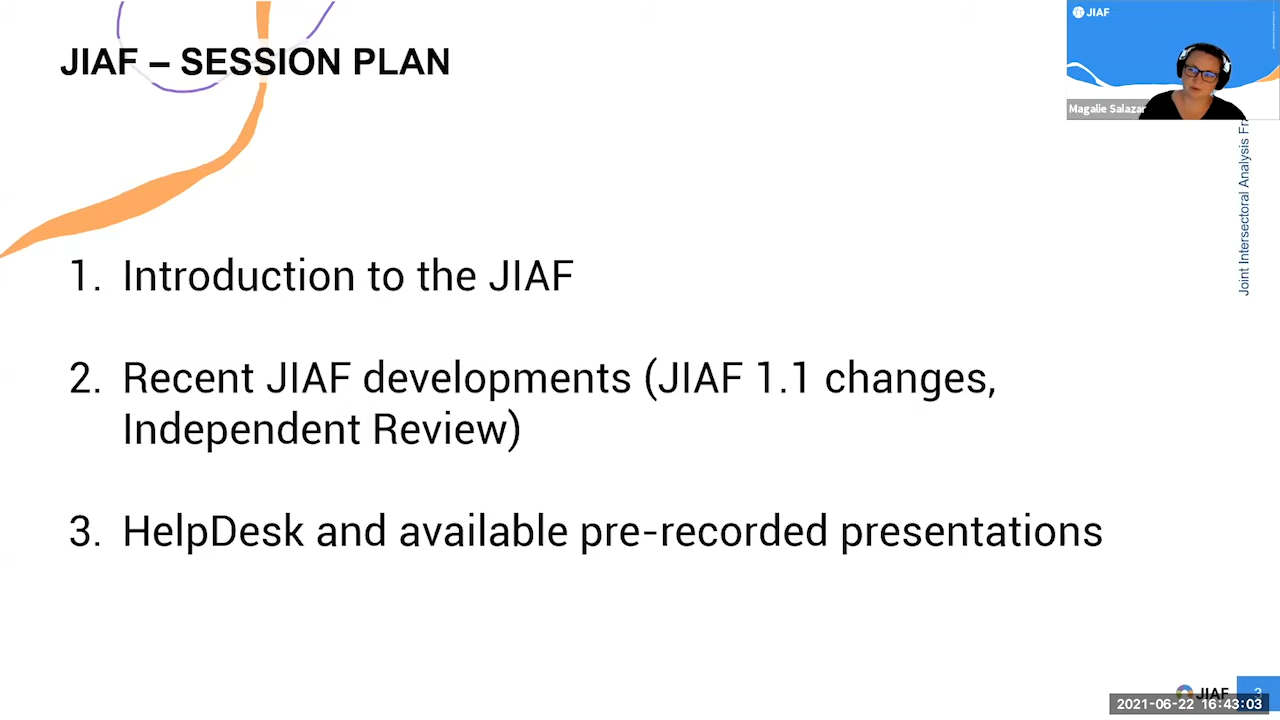 JIAF – SESSION PLAN
JIAF
Magalie Salazar
Joint Intersectoral Analysis Fr
1. Introduction to the JIAF
2. Recent JIAF developments (JIAF 1.1 changes,
Independent Review)
3. HelpDesk and available pre-recorded presentations
JIAF
3
2021-06-22 16:43:03